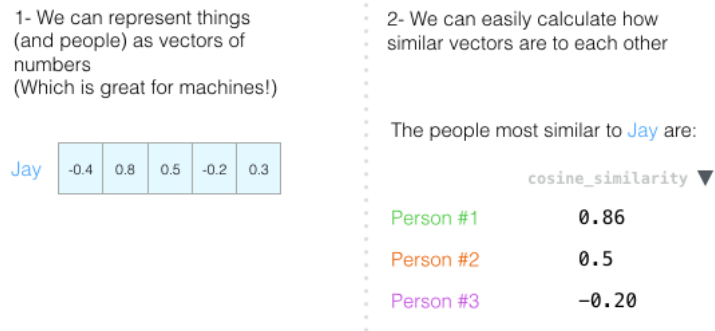 1- We can represent things
(and people) as vectors of
numbers
(Which is great for machines!)
Jay -0.4 0.8 0.5 -0.2 0.3
2- We can easily calculate how
similar vectors are to each other
The people most similar to Jay are:
cosine_similarity ▼
Person #1 0.86
Person #2 0.5
Person #3 -0.20